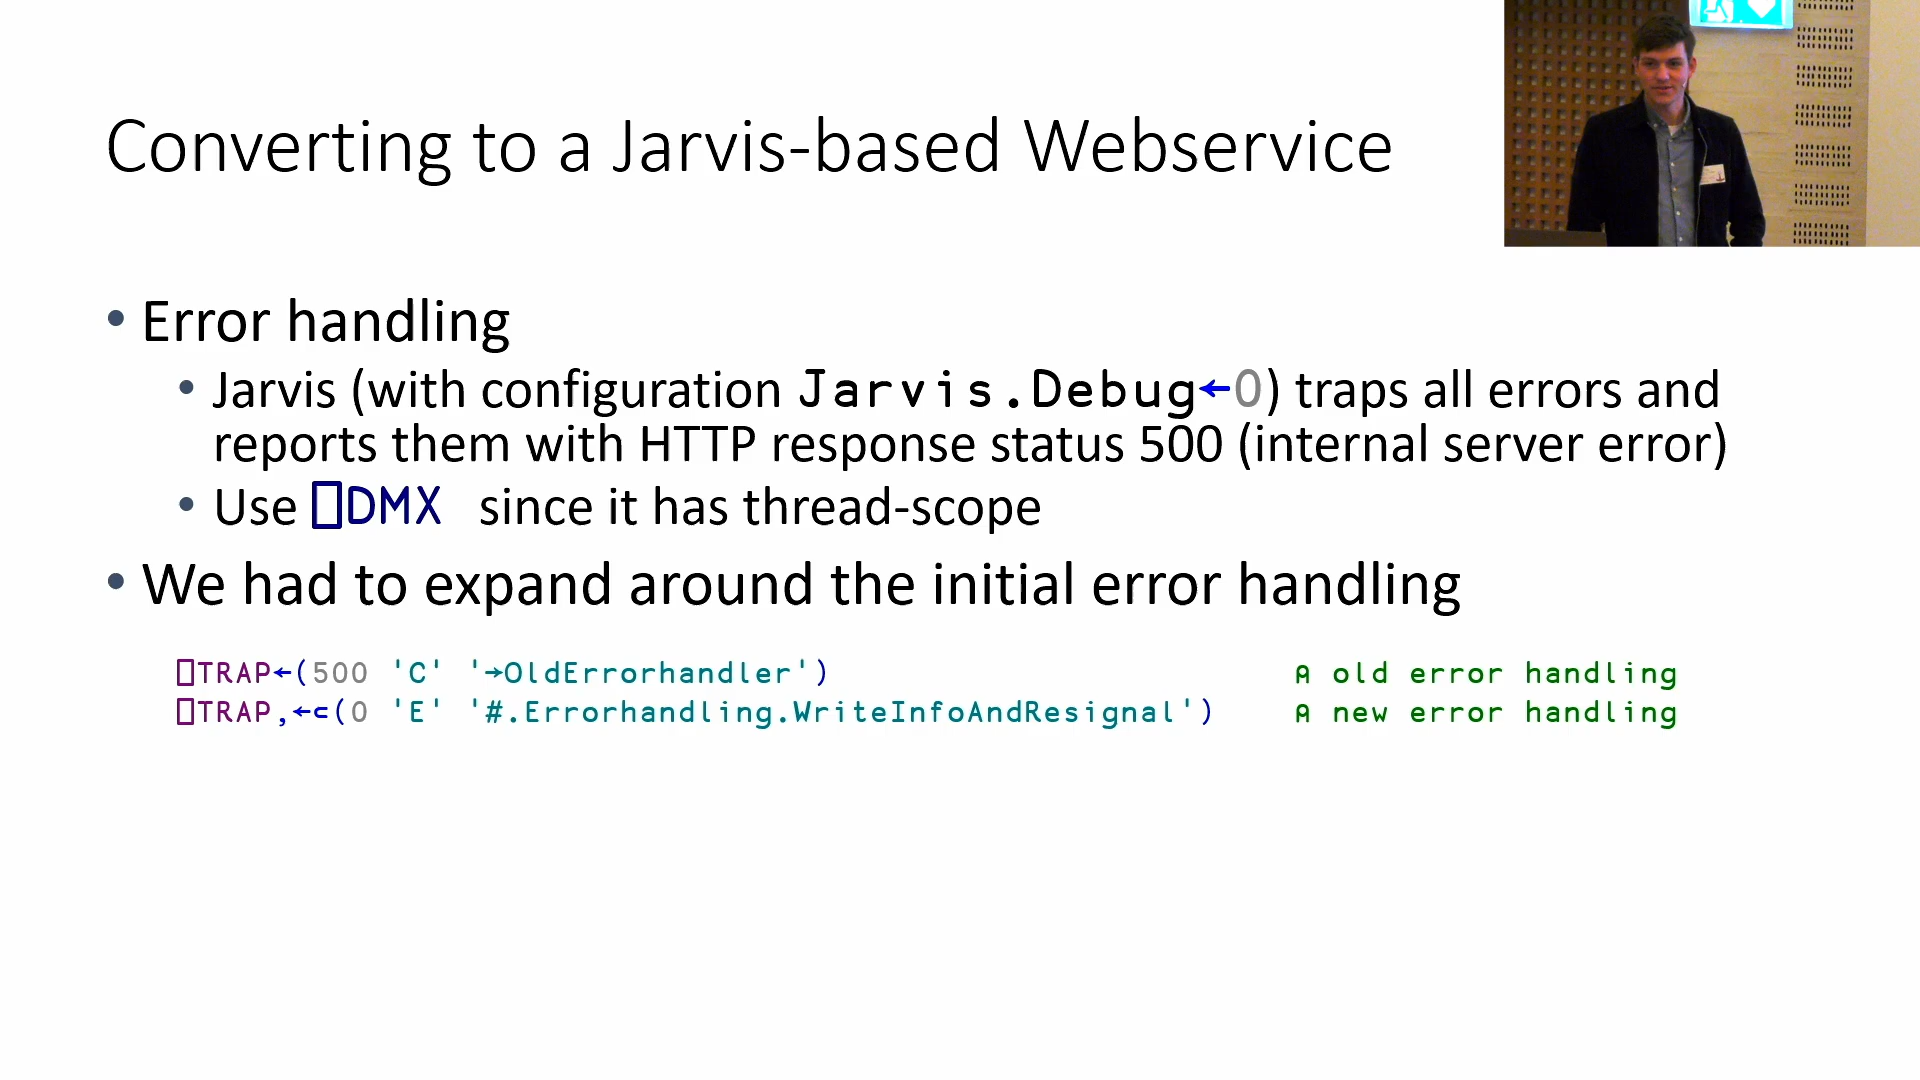 Converting to a Jarvis-based Webservice
• Error handling
• Jarvis (with configuration Jarvis.Debug←0) traps all errors and
reports them with HTTP response status 500 (internal server error)
• Use ⎕DMX since it has thread-scope
• We had to expand around the initial error handling
⎕TRAP←(500 'C' '→OldErrorhandler') ⍝ old error handling
⎕TRAP,←⊂(0 'E' '#.Errorhandling.WriteInfoAndResignal') ⍝ new error handling